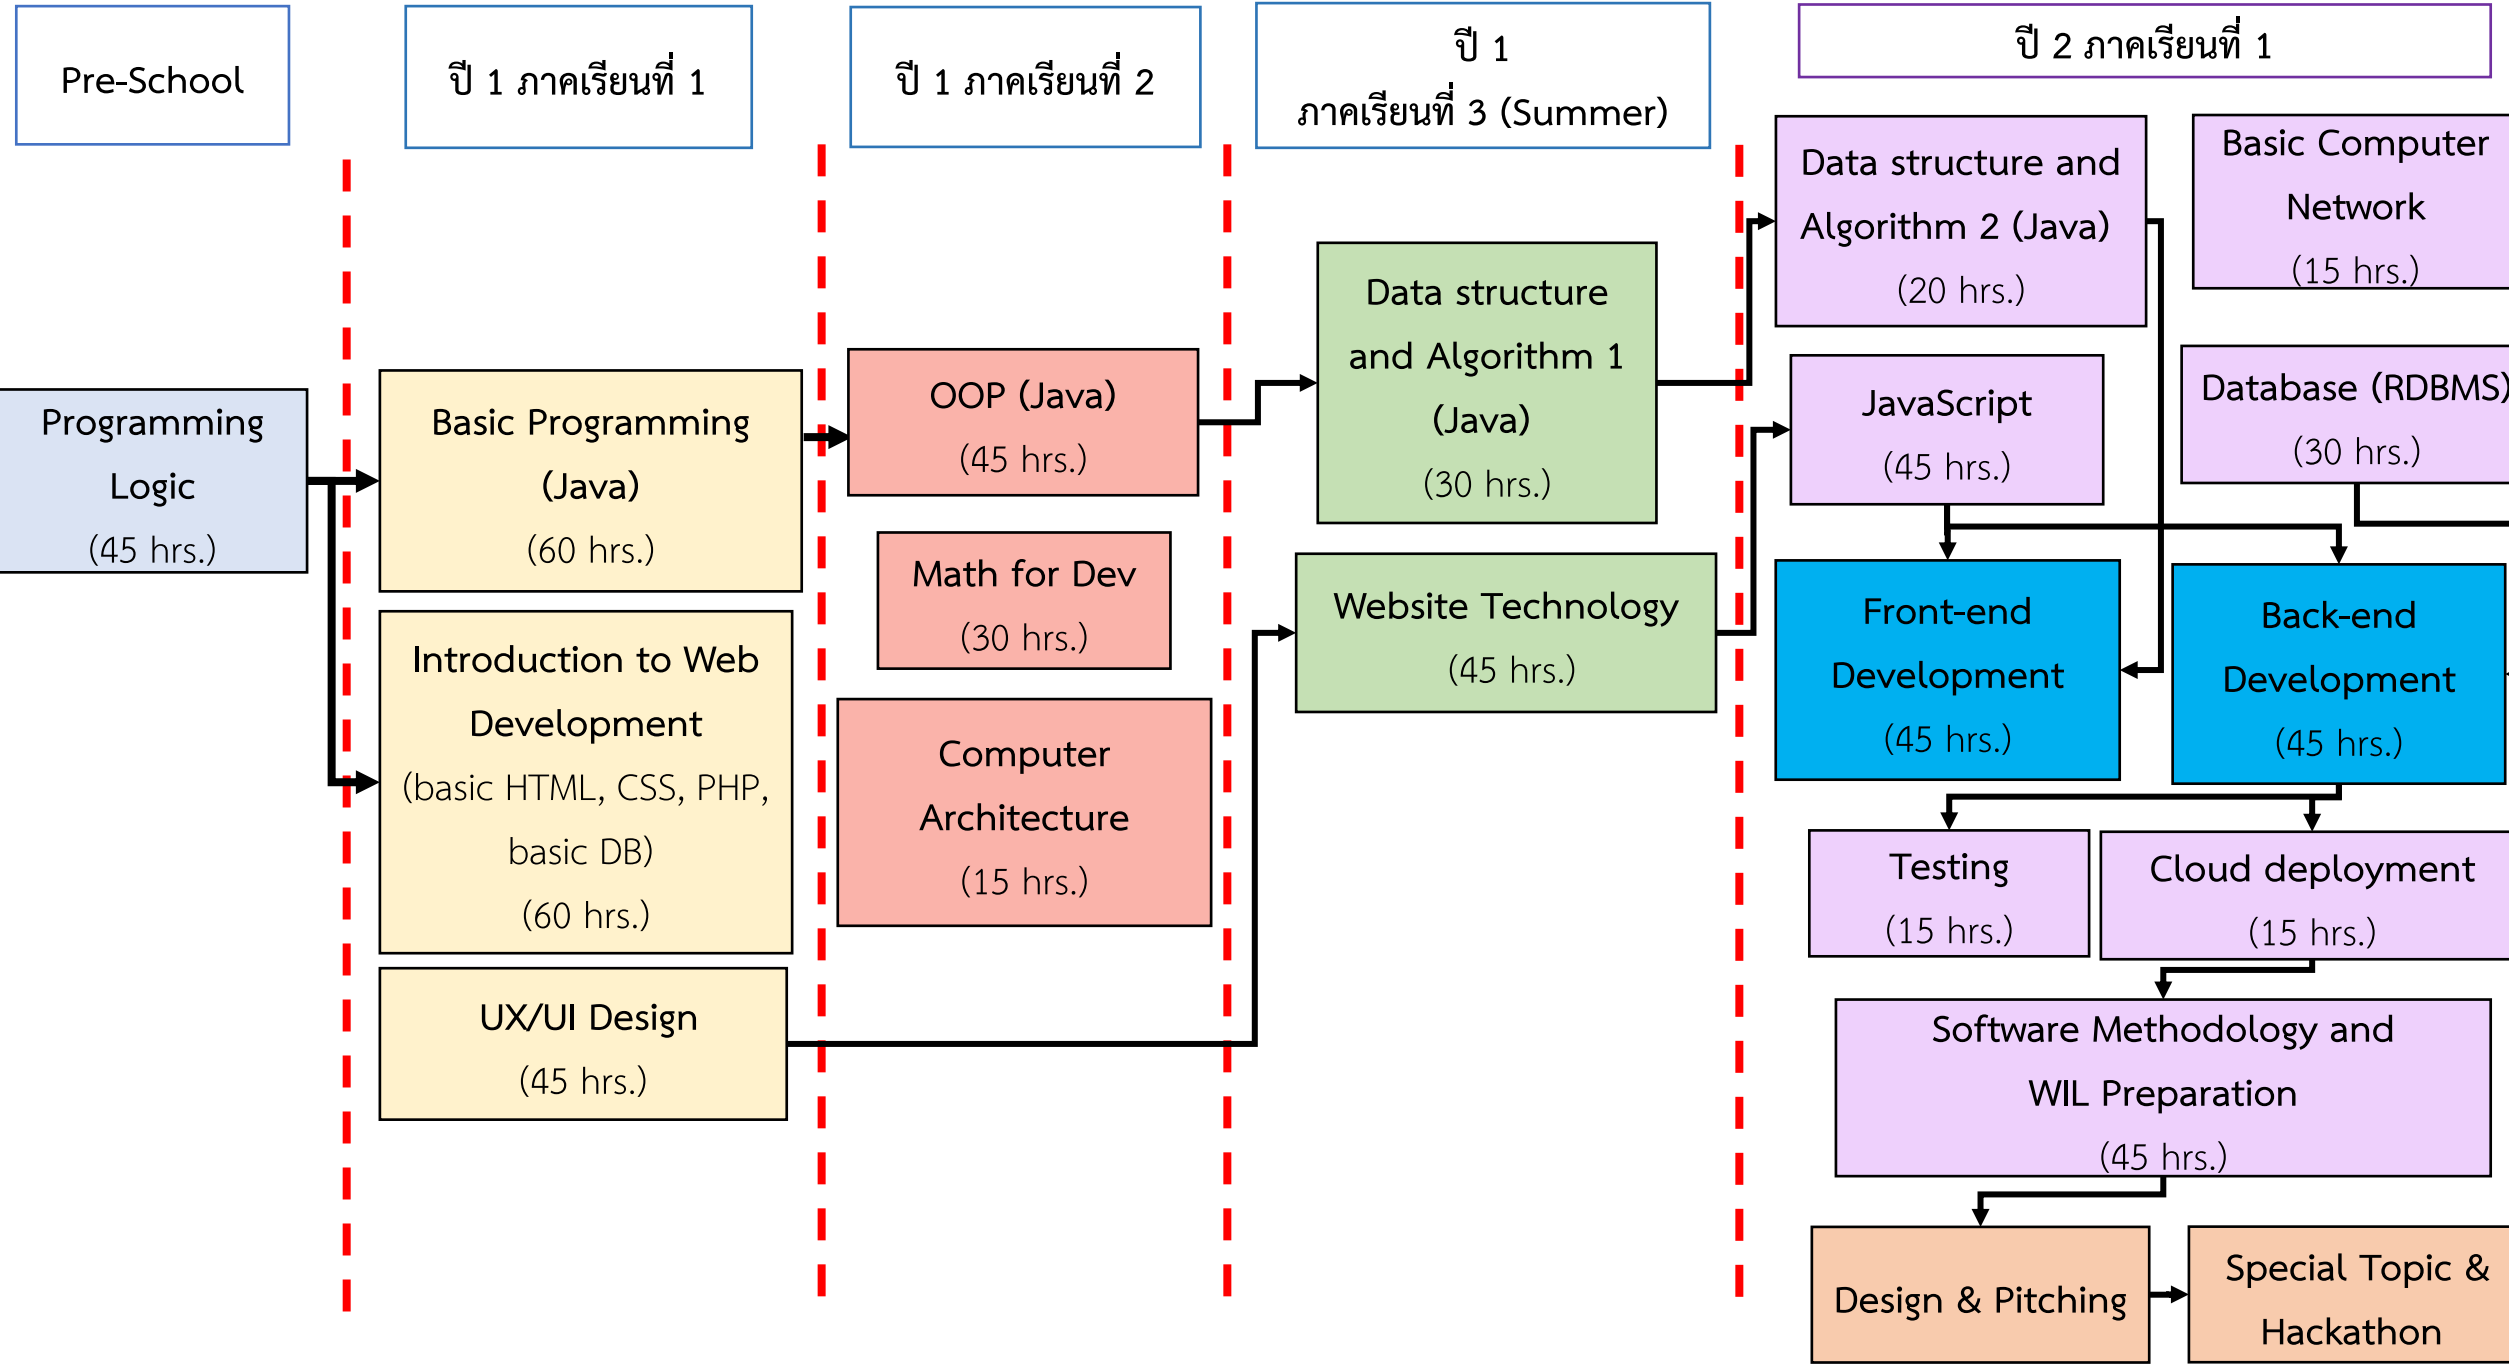 Pre-School
ปี 1 ภาคเรียนที่ 1
ปี 1 ภาคเรียนที่ 2
ปี 1
ภาคเรียนที่ 3 (Summer)
ปี 2 ภาคเรียนที่ 1
Programming
Logic
(45 hrs.)
Basic Programming
(Java)
(60 hrs.)
Introduction to Web
Development
(basic HTML, CSS, PHP,
basic DB)
(60 hrs.)
UX/UI Design
(45 hrs.)
OOP (Java)
(45 hrs.)
Math for Dev
(30 hrs.)
Computer
Architecture
(15 hrs.)
Data structure
and Algorithm 1
(Java)
(30 hrs.)
Website Technology
(45 hrs.)
Data structure and
Algorithm 2 (Java)
(20 hrs.)
Basic Computer
Network
(15 hrs.)
JavaScript
(45 hrs.)
Database (RDBMS)
(30 hrs.)
Front-end
Development
(45 hrs.)
Back-end
Development
(45 hrs.)
Testing
(15 hrs.)
Cloud deployment
(15 hrs.)
Software Methodology and
WIL Preparation
(45 hrs.)
Design & Pitching
Special Topic &
Hackathon